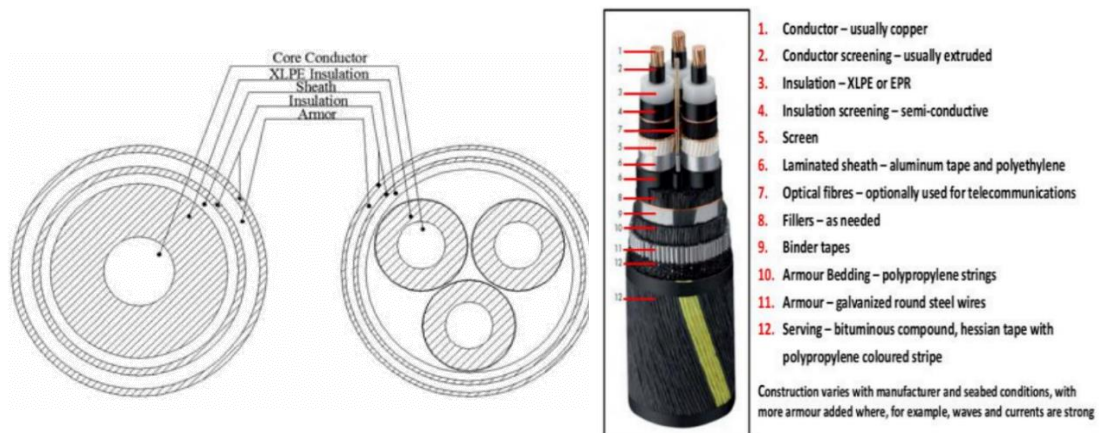 Core Conductor
XLPE Insulation
Sheath
Insulation
Armor
1
2
3
4
7
5
6
8
9
10
11
12
1. Conductor – usually copper
2. Conductor screening – usually extruded
3. Insulation – XLPE or EPR
4. Insulation screening – semi-conductive
5. Screen
6. Laminated sheath – aluminum tape and polyethylene
7. Optical fibres – optionally used for telecommunications
8. Fillers – as needed
9. Binder tapes
10. Armour Bedding – polypropylene strings
11. Armour – galvanized round steel wires
12. Serving – bituminous compound, hessian tape with
polypropylene coloured stripe
Construction varies with manufacturer and seabed conditions, with
more armour added where, for example, waves and currents are strong